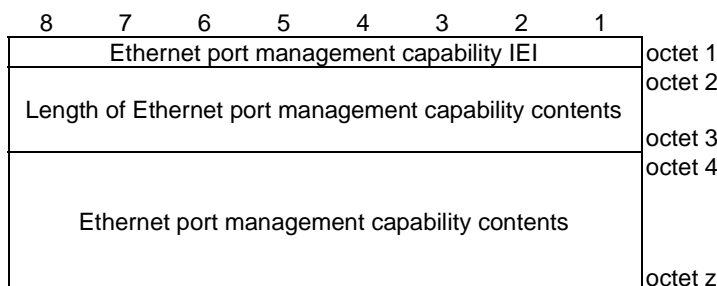 8 7 6 5 4 3 2 1
Ethernet port management capability IEI octet 1
octet 2
Length of Ethernet port management capability contents
octet 3
octet 4
Ethernet port management capability contents
octet z